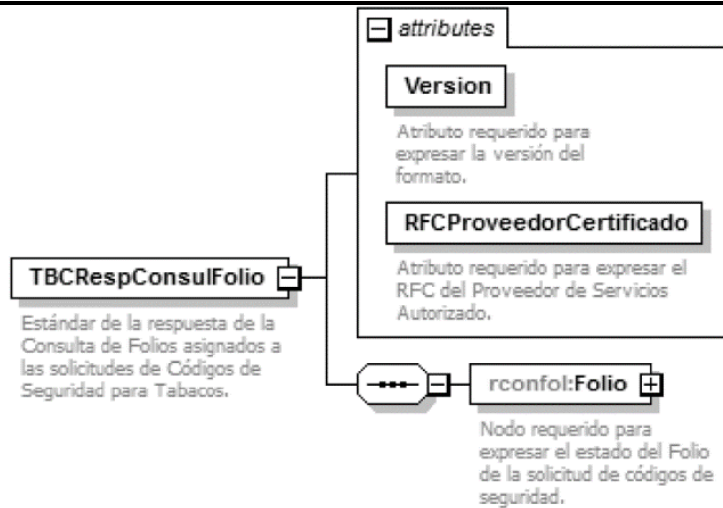 attributes
Version
Atributo requerido para
expresar la versión del
formato.
RFCProveedorCertificado
Atributo requerido para expresar el
RFC del Proveedor de Servicios
Autorizado.
TBCRespConsulFolio
Estándar de la respuesta de la
Consulta de Folios asignados a
las solicitudes de Códigos de
Seguridad para Tabacos.
rconfol:Folio
Nodo requerido para
expresar el estado del Folio
de la solicitud de códigos de
seguridad.